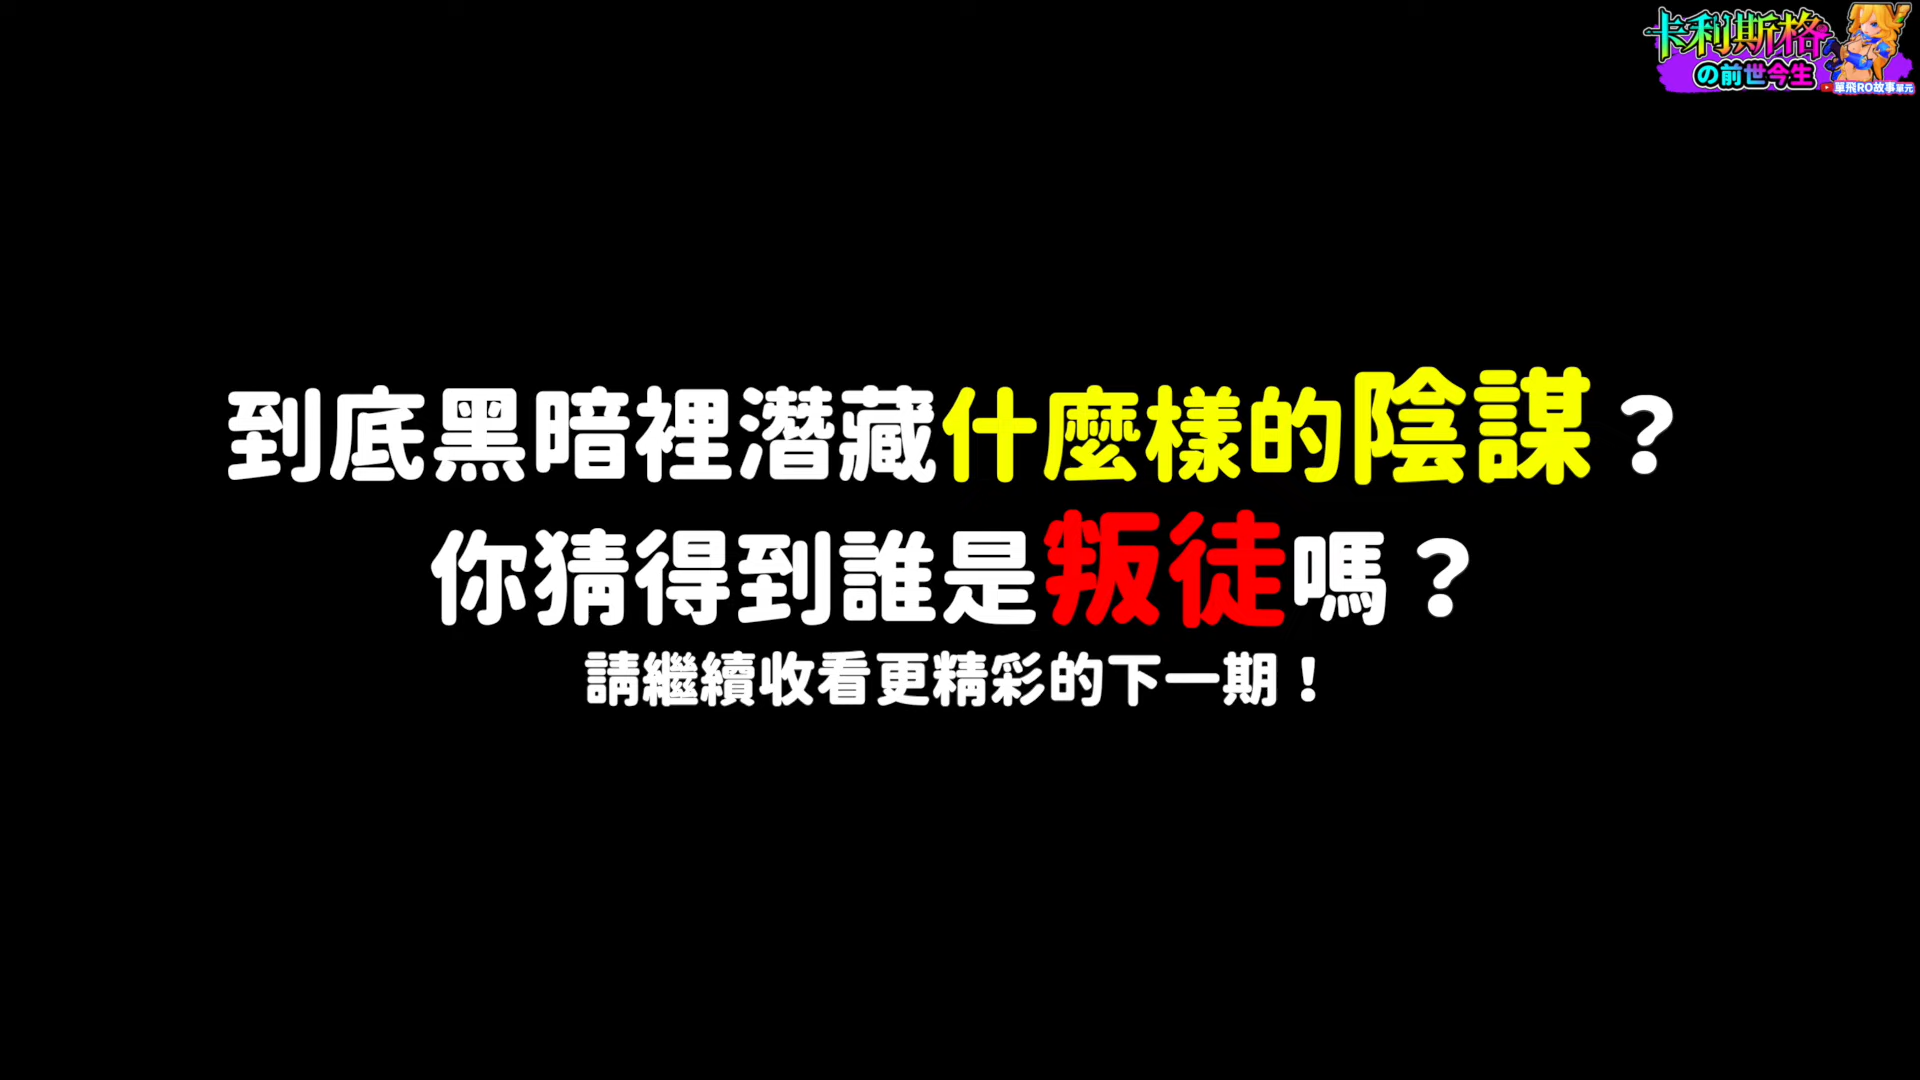 卡利斯格
の前世今生
單飛RO故事單元
到底黑暗裡潛藏什麼樣的陰謀？
你猜得到誰是叛徒嗎？
請繼續收看更精彩的下一期！